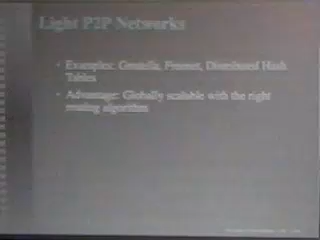 Light P2P Networks
• Examples: Gnutella, Freenet, Distributed Hash
Tables
• Advantage: Globally scalable with the right
routing algorithm